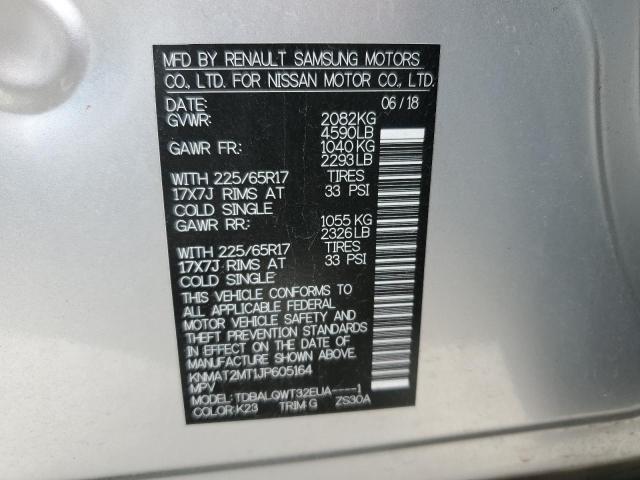 MFD BY RENAULT SAMSUNG MOTORS
CO., LTD. FOR NISSAN MOTOR CO., LTD.
DATE: 06 / 18
GVWR: 2082KG
4590LB
GAWR FR: 1040 KG
2293LB
WITH 225/65R17 TIRES
17X7J RIMS AT 33 PSI
COLD SINGLE
GAWR RR: 1055 KG
2326LB
WITH 225/65R17 TIRES
17X7J RIMS AT 33 PSI
COLD SINGLE
THIS VEHICLE CONFORMS TO
ALL APPLICABLE FEDERAL
MOTOR VEHICLE SAFETY AND
THEFT PREVENTION STANDARDS
IN EFFECT ON THE DATE OF
MANUFACTURE SHOWN ABOVE.
KNMAT2MT1JP605164
MPV
MODEL: TDBALQWT32EUA----1
COLOR:K23 TRIM:G ZS30A